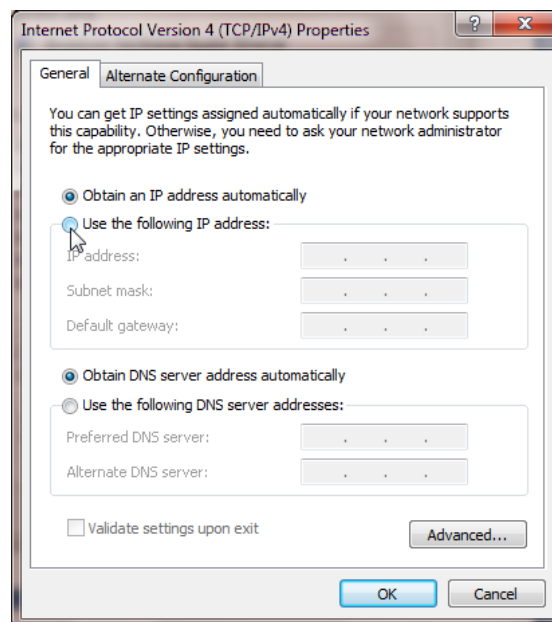 Internet Protocol Version 4 (TCP/IPv4) Properties
General
Alternate Configuration
You can get IP settings assigned automatically if your network supports
this capability. Otherwise, you need to ask your network administrator
for the appropriate IP settings.
Obtain an IP address automatically
Use the following IP address:
IP address:
Subnet mask:
Default gateway:
Obtain DNS server address automatically
Use the following DNS server addresses:
Preferred DNS server:
Alternate DNS server:
Validate settings upon exit
Advanced...
OK
Cancel